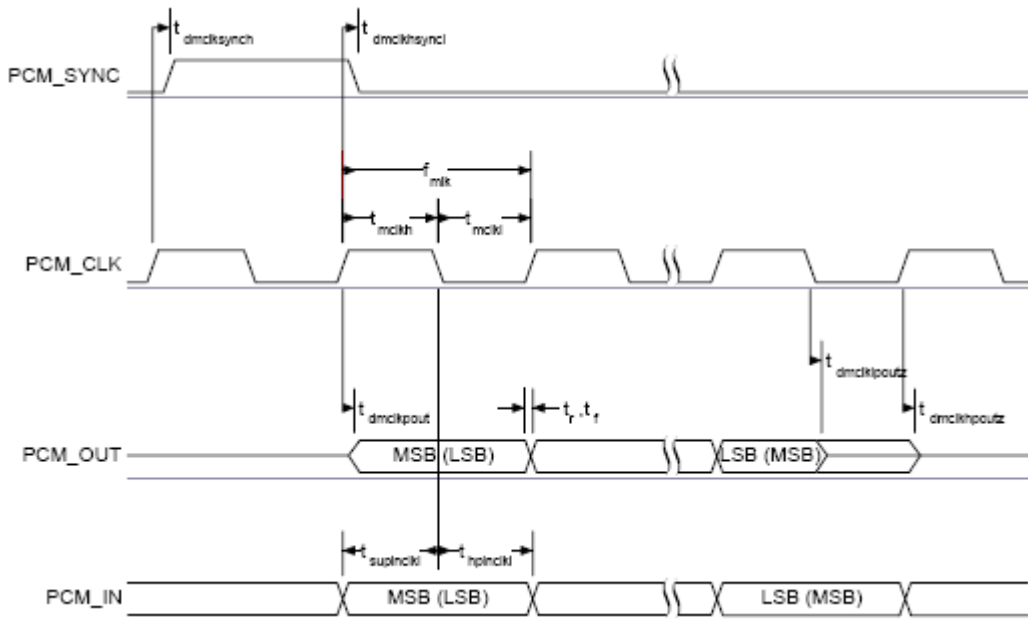 t dmclksynch t dmclkhsyncl
PCM_SYNC
f mlk
t mclkh t mclkl
PCM_CLK
t dmclklpoutz
t dmclkpout t r ,t f t dmclkhpoutz
PCM_OUT MSB (LSB) LSB (MSB)
t supinclkl t hpinclkl
PCM_IN MSB (LSB) LSB (MSB)